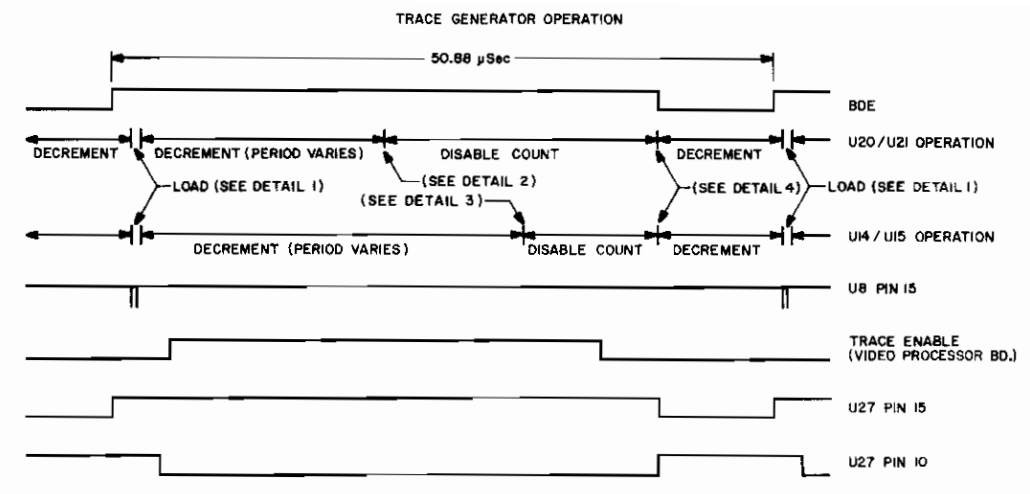 TRACE GENERATOR OPERATION
50.88 µSec
BDE
U20/U21 OPERATION
DECREMENT
DECREMENT (PERIOD VARIES)
DISABLE COUNT
DECREMENT
LOAD (SEE DETAIL 1)
(SEE DETAIL 2)
(SEE DETAIL 3)
(SEE DETAIL 4)
LOAD (SEE DETAIL 1)
DECREMENT (PERIOD VARIES)
DISABLE COUNT
DECREMENT
U14/U15 OPERATION
U8 PIN 15
TRACE ENABLE
(VIDEO PROCESSOR BD.)
U27 PIN 15
U27 PIN 10